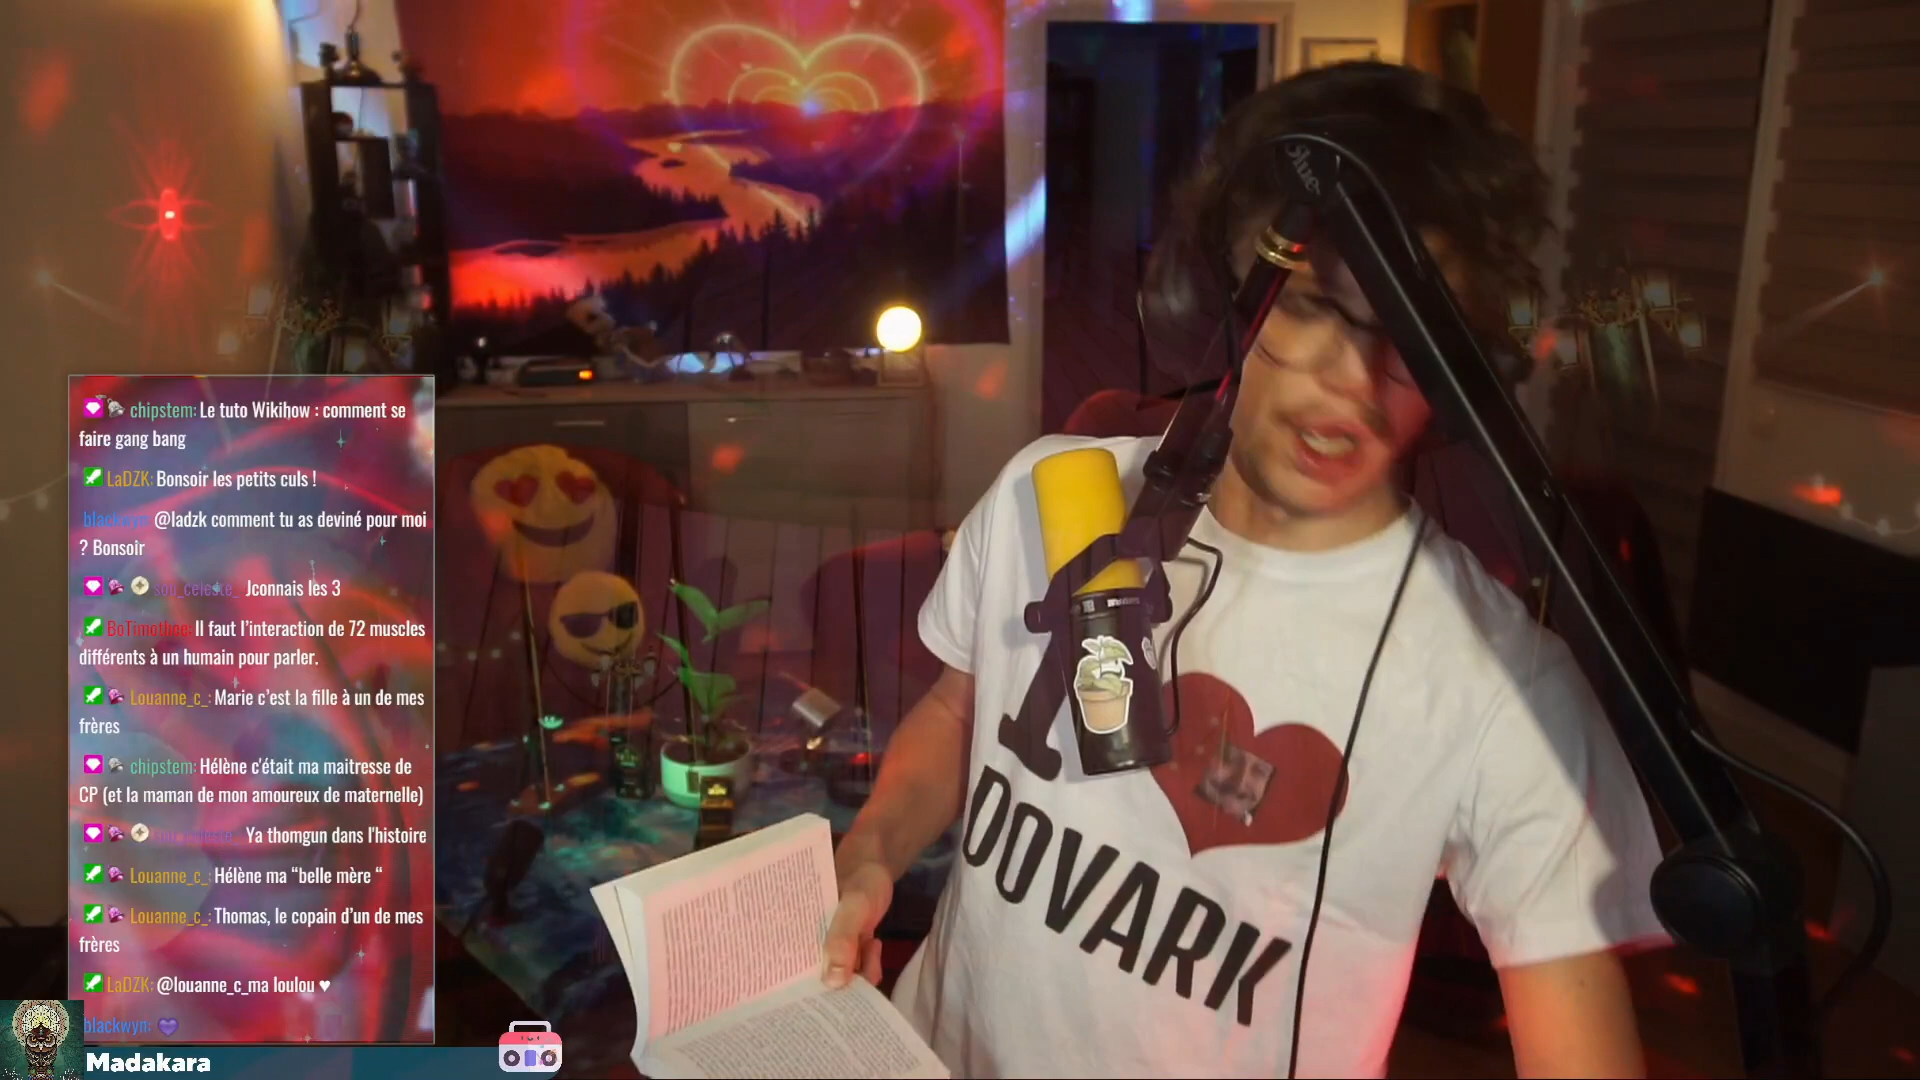 chipstem: Le tuto Wikihow : comment se
faire gang bang
LaDZK: Bonsoir les petits culs !
blackwyn: @ladzk comment tu as deviné pour moi
? Bonsoir
sou_celeste_ Jconnais les 3
BoTimothee: Il faut l'interaction de 72 muscles
différents à un humain pour parler.
Louanne_c_: Marie c’est la fille à un de mes
frères
chipstem: Hélène c'était ma maitresse de
CP (et la maman de mon amoureux de maternelle)
Ya thomgun dans l'histoire
Louanne_c_: Hélène ma “belle mère “
Louanne_c_: Thomas, le copain d’un de mes
frères
LaDZK: @louanne_c_ma loulou ♥
blackwyn: 💜
Madakara
Blue
I
OOVARK